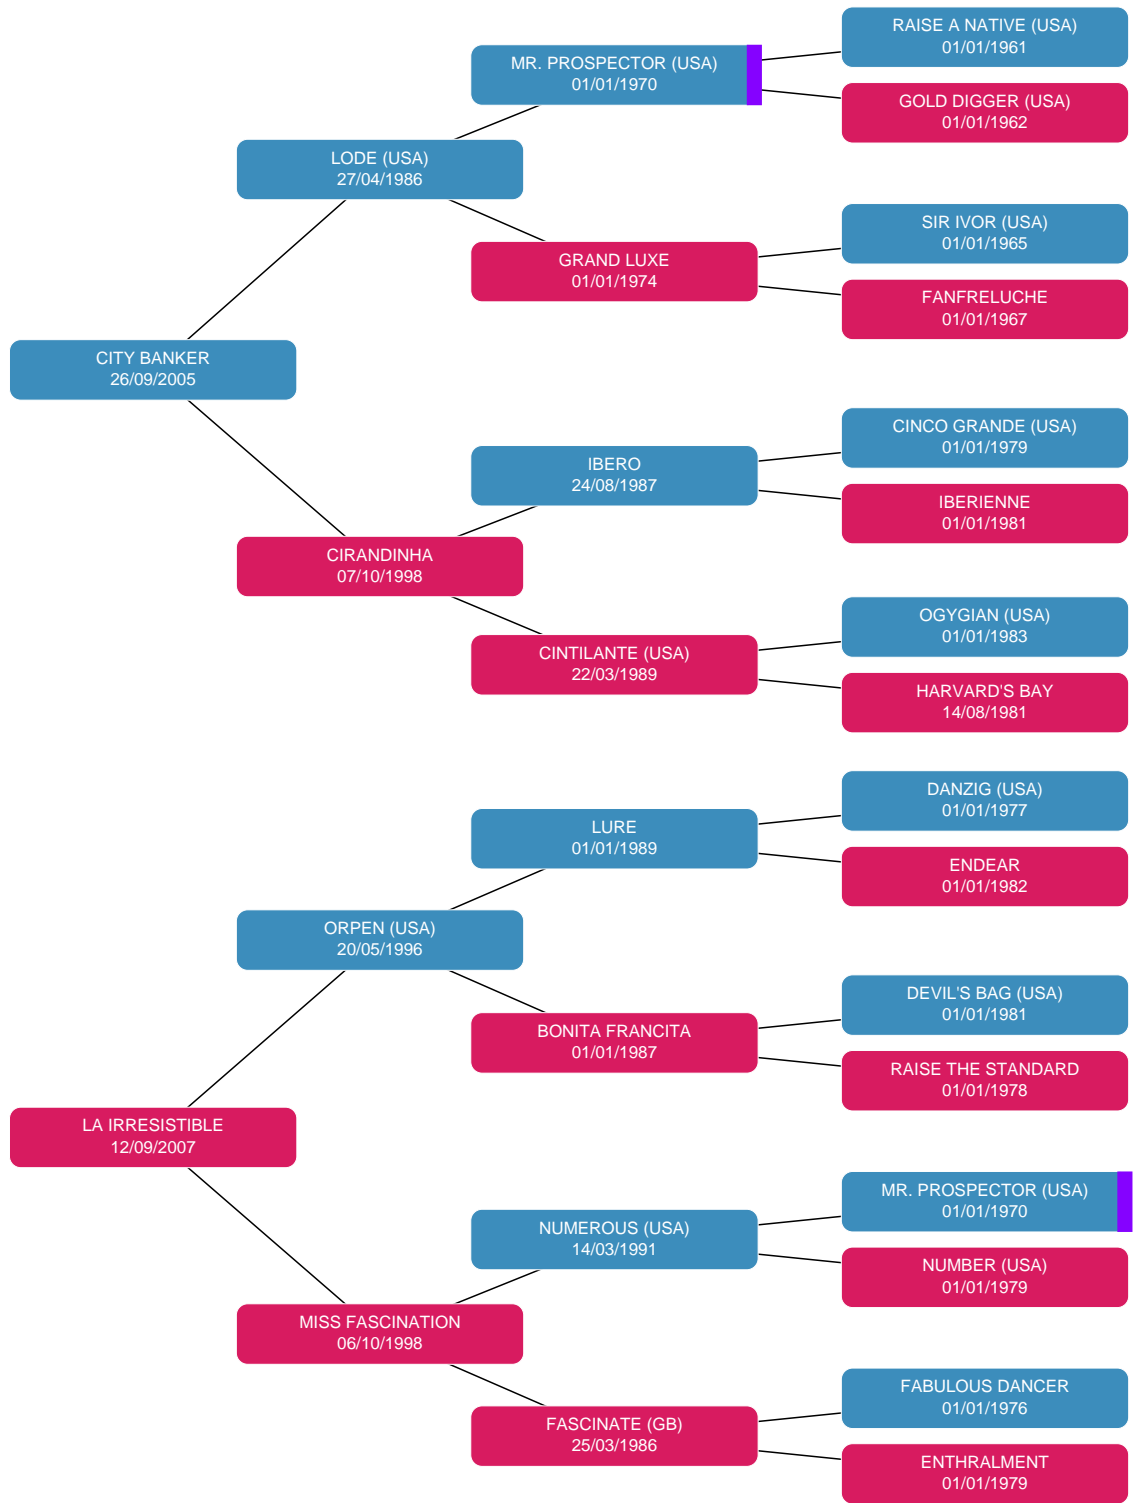 RAISE A NATIVE (USA)
01/01/1961
MR. PROSPECTOR (USA)
01/01/1970
GOLD DIGGER (USA)
01/01/1962
LODE (USA)
27/04/1986
SIR IVOR (USA)
01/01/1965
GRAND LUXE
01/01/1974
FANFRELUCHE
01/01/1967
CITY BANKER
26/09/2005
CINCO GRANDE (USA)
01/01/1979
IBERO
24/08/1987
IBERIENNE
01/01/1981
CIRANDINHA
07/10/1998
OGYGIAN (USA)
01/01/1983
CINTILANTE (USA)
22/03/1989
HARVARD'S BAY
14/08/1981
DANZIG (USA)
01/01/1977
LURE
01/01/1989
ENDEAR
01/01/1982
ORPEN (USA)
20/05/1996
DEVIL'S BAG (USA)
01/01/1981
BONITA FRANCITA
01/01/1987
RAISE THE STANDARD
01/01/1978
LA IRRESISTIBLE
12/09/2007
MR. PROSPECTOR (USA)
01/01/1970
NUMEROUS (USA)
14/03/1991
NUMBER (USA)
01/01/1979
MISS FASCINATION
06/10/1998
FABULOUS DANCER
01/01/1976
FASCINATE (GB)
25/03/1986
ENTHRALMENT
01/01/1979